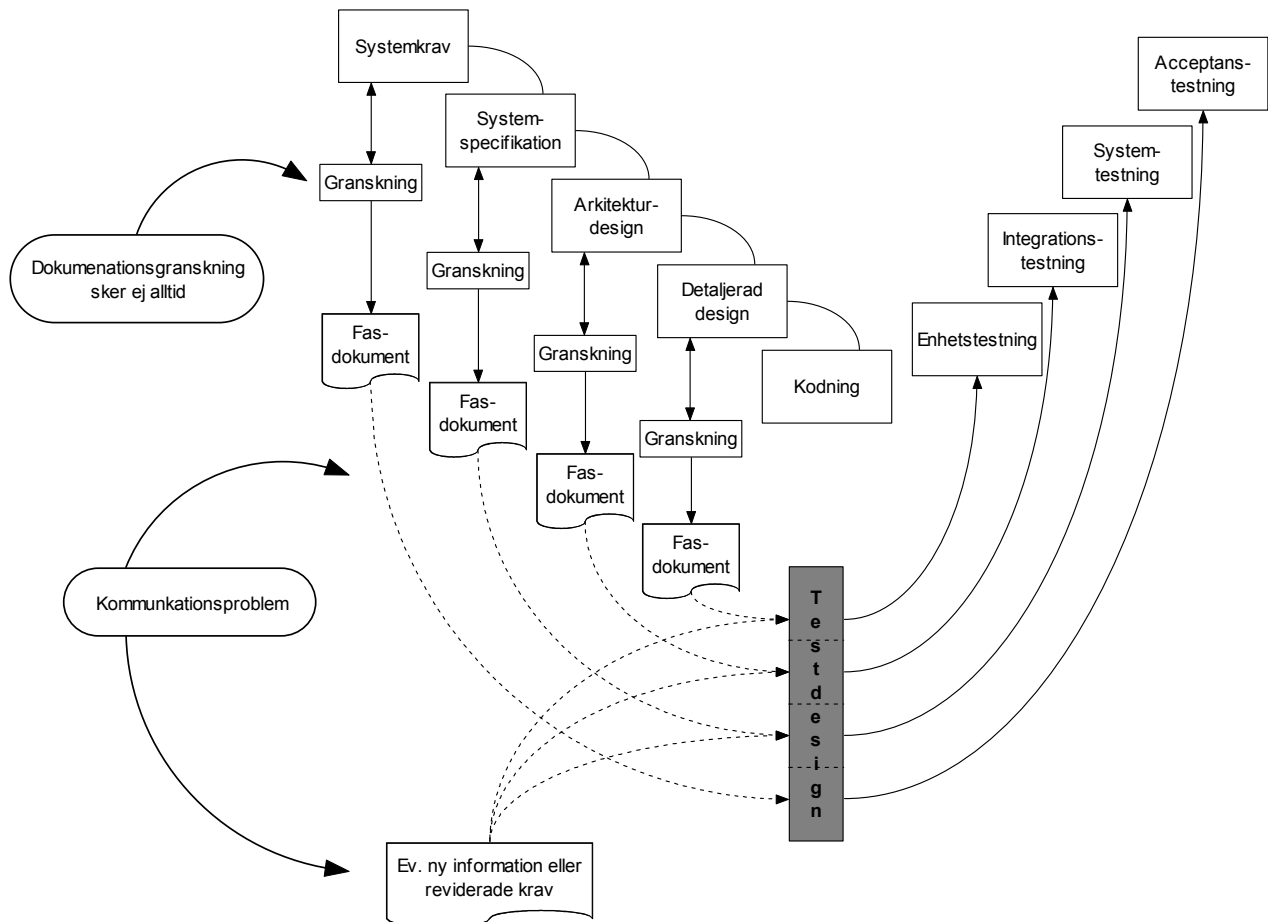 Systemkrav
Granskning
Fas-
dokument
System-
specifikation
Granskning
Fas-
dokument
Arkitektur-
design
Granskning
Fas-
dokument
Detaljerad
design
Granskning
Fas-
dokument
Kodning
Enhetstestning
Integrations-
testning
System-
testning
Acceptans-
testning
Dokumenationsgranskning
sker ej alltid
Kommunkationsproblem
Testdesign
Ev. ny information eller
reviderade krav